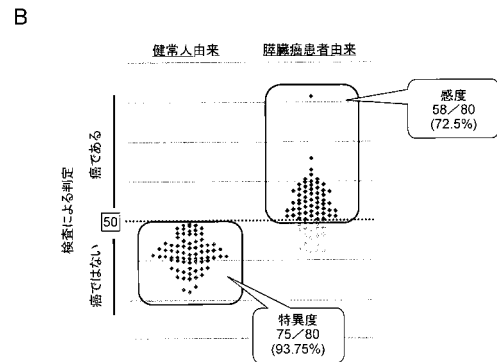 B
健常人由来
膵臓癌患者由来
感度
58/80
(72.5%)
検査による判定
癌である
50
癌ではない
特異度
75/80
(93.75%)